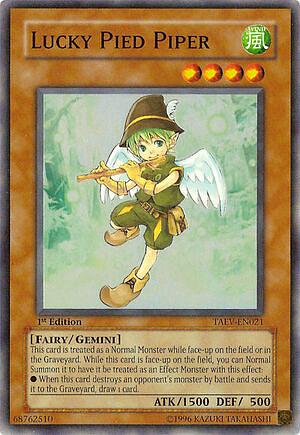 LUCKY PIED PIPER
風
1st Edition
TAEV-EN021
[FAIRY/GEMINI]
This card is treated as a Normal Monster while face-up on the field or in
the Graveyard. While this card is face-up on the field, you can Normal
Summon it to have it be treated as an Effect Monster with this effect:
● When this card destroys an opponent's monster by battle and sends
it to the Graveyard, draw 1 card.
ATK/1500 DEF/ 500
68762510
©1996 KAZUKI TAKAHASHI